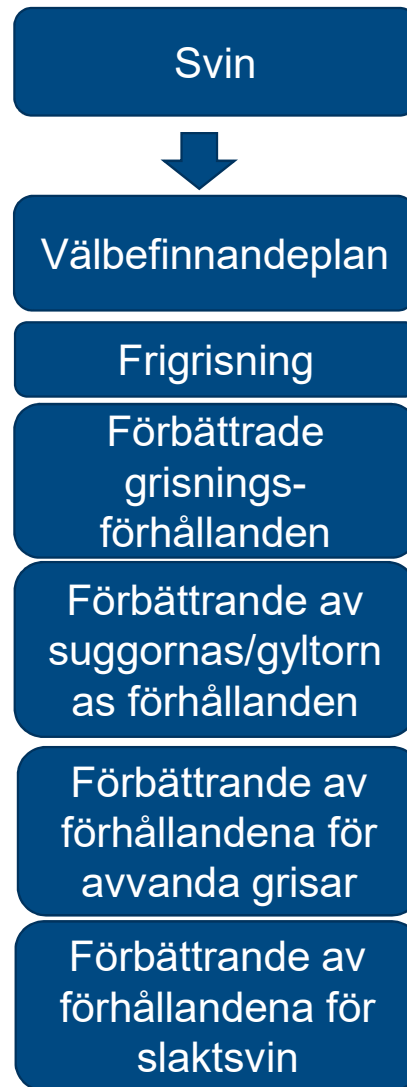 Svin
Välbefinnandeplan
Frigrisning
Förbättrade
grisnings-
förhållanden
Förbättrande av
suggornas/gyltorn
as förhållanden
Förbättrande av
förhållandena för
avvanda grisar
Förbättrande av
förhållandena för
slaktsvin